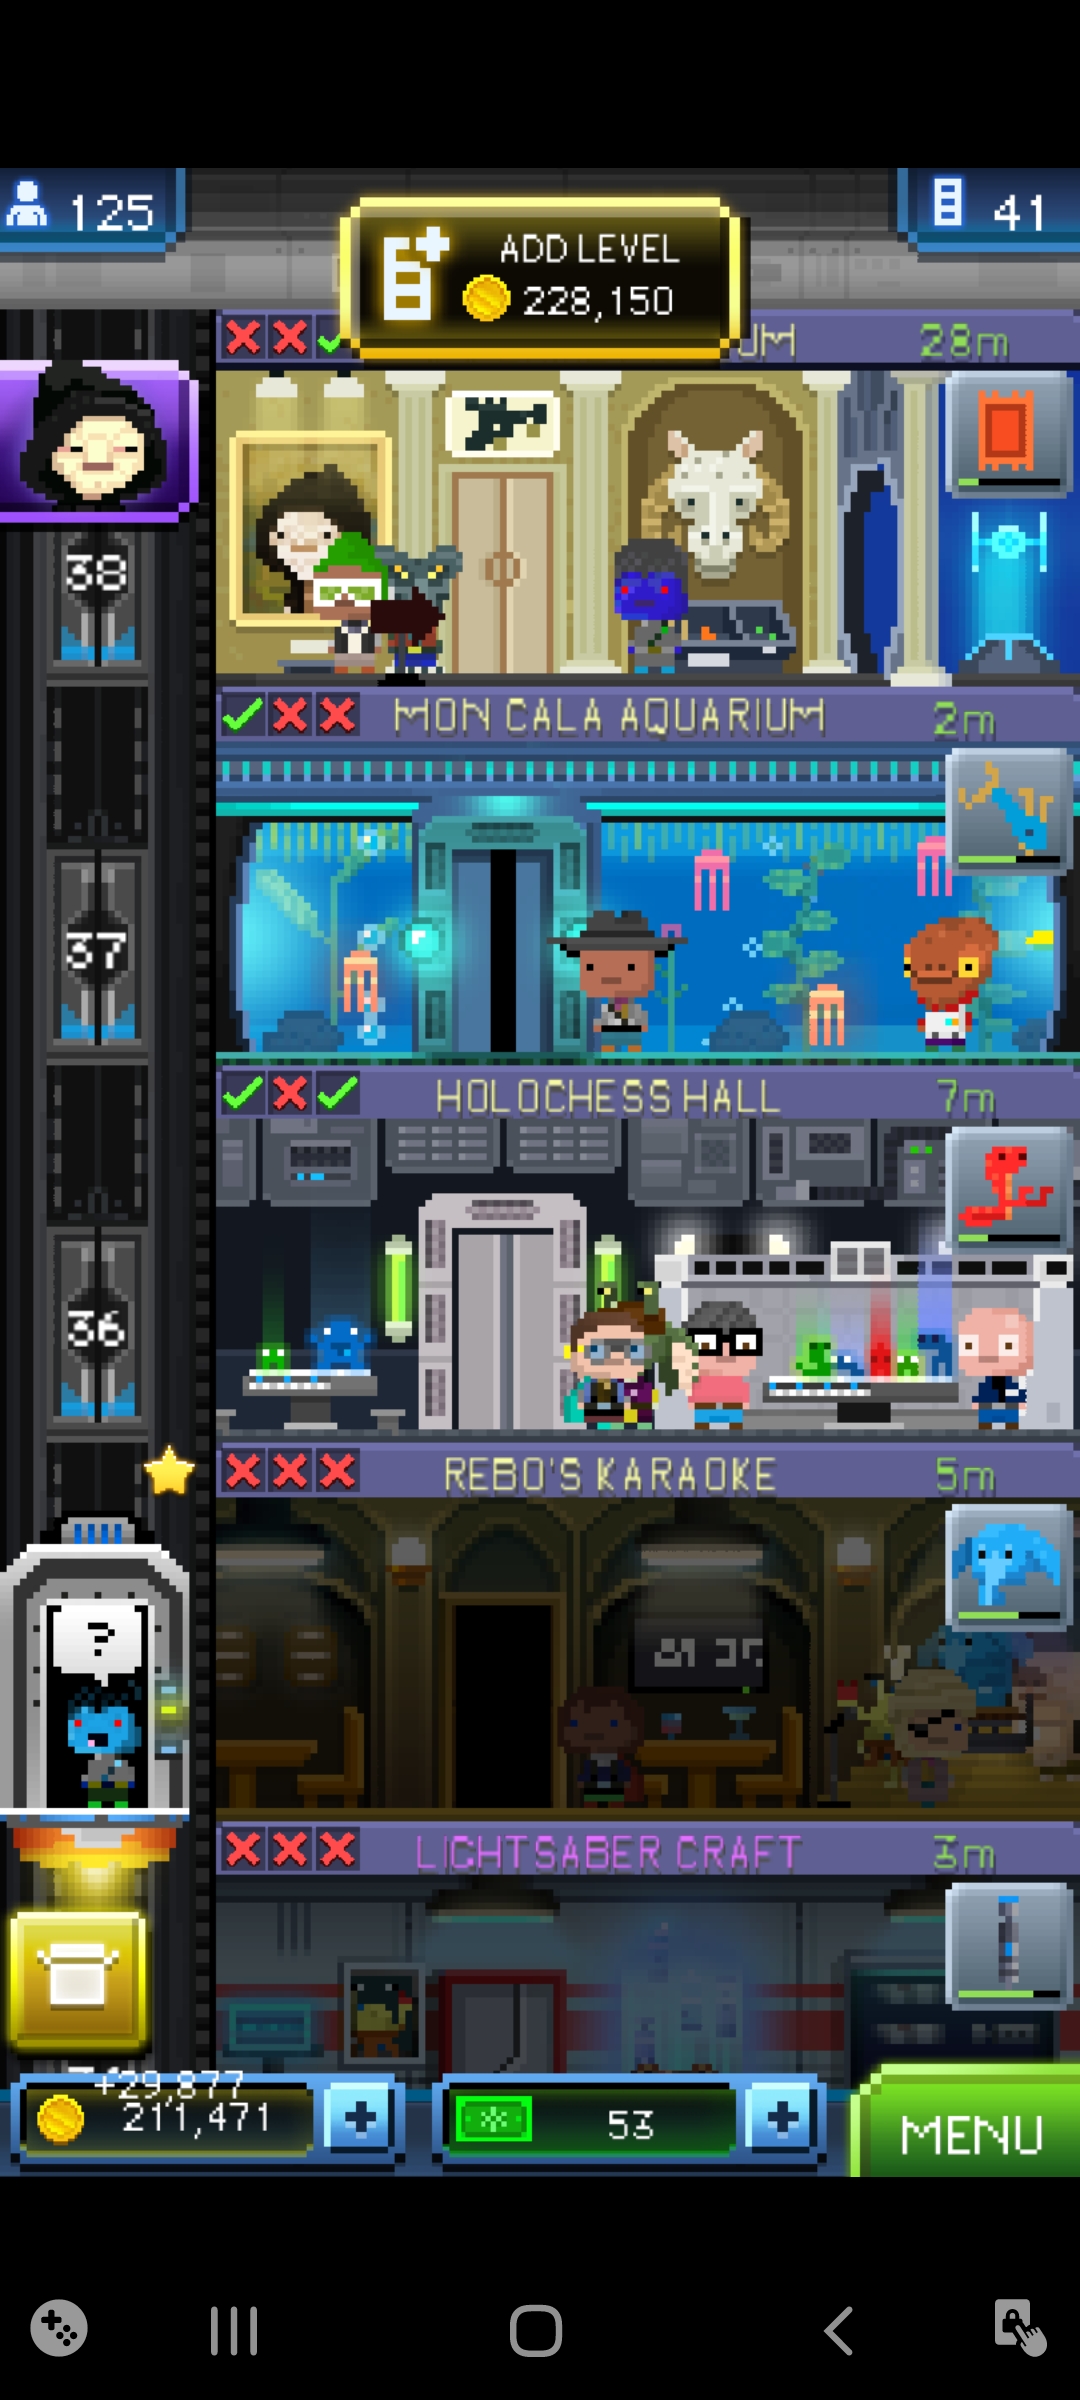 125
ADD LEVEL
228,150
41
UM
28m
38
MON CALA AQUARIUM
2m
37
HOLOCHESS HALL
7m
36
REBO'S KARAOKE
5m
?
LIGHTSABER CRAFT
3m
+29,877
211,471
53
MENU